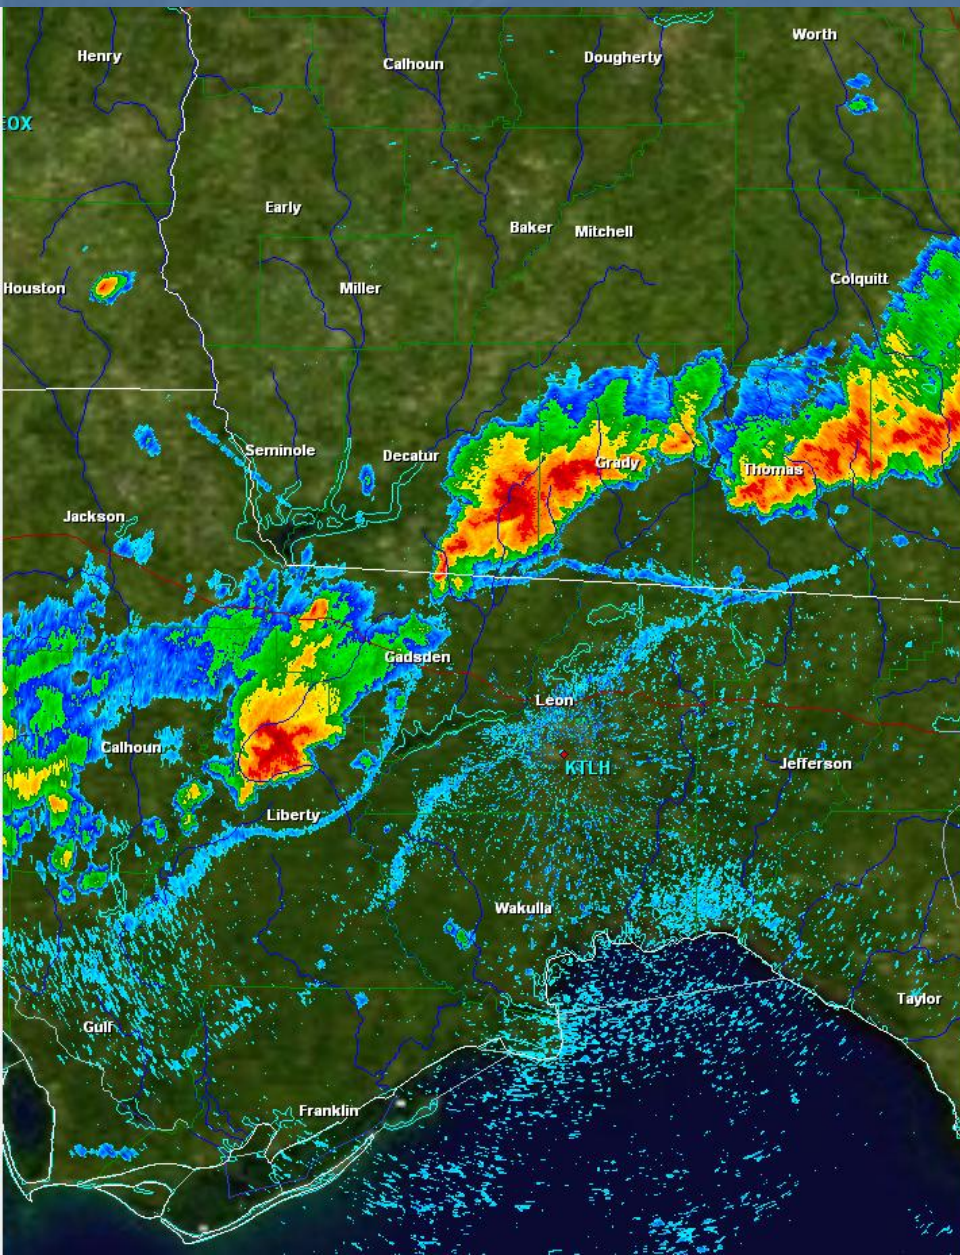 Henry
Calhoun
Dougherty
Worth
EOX
Early
Baker
Mitchell
Houston
Miller
Colquitt
Seminole
Decatur
Grady
Thomas
Jackson
Gadsden
Leon
Calhoun
KTLH
Jefferson
Liberty
Wakulla
Taylor
Gulf
Franklin